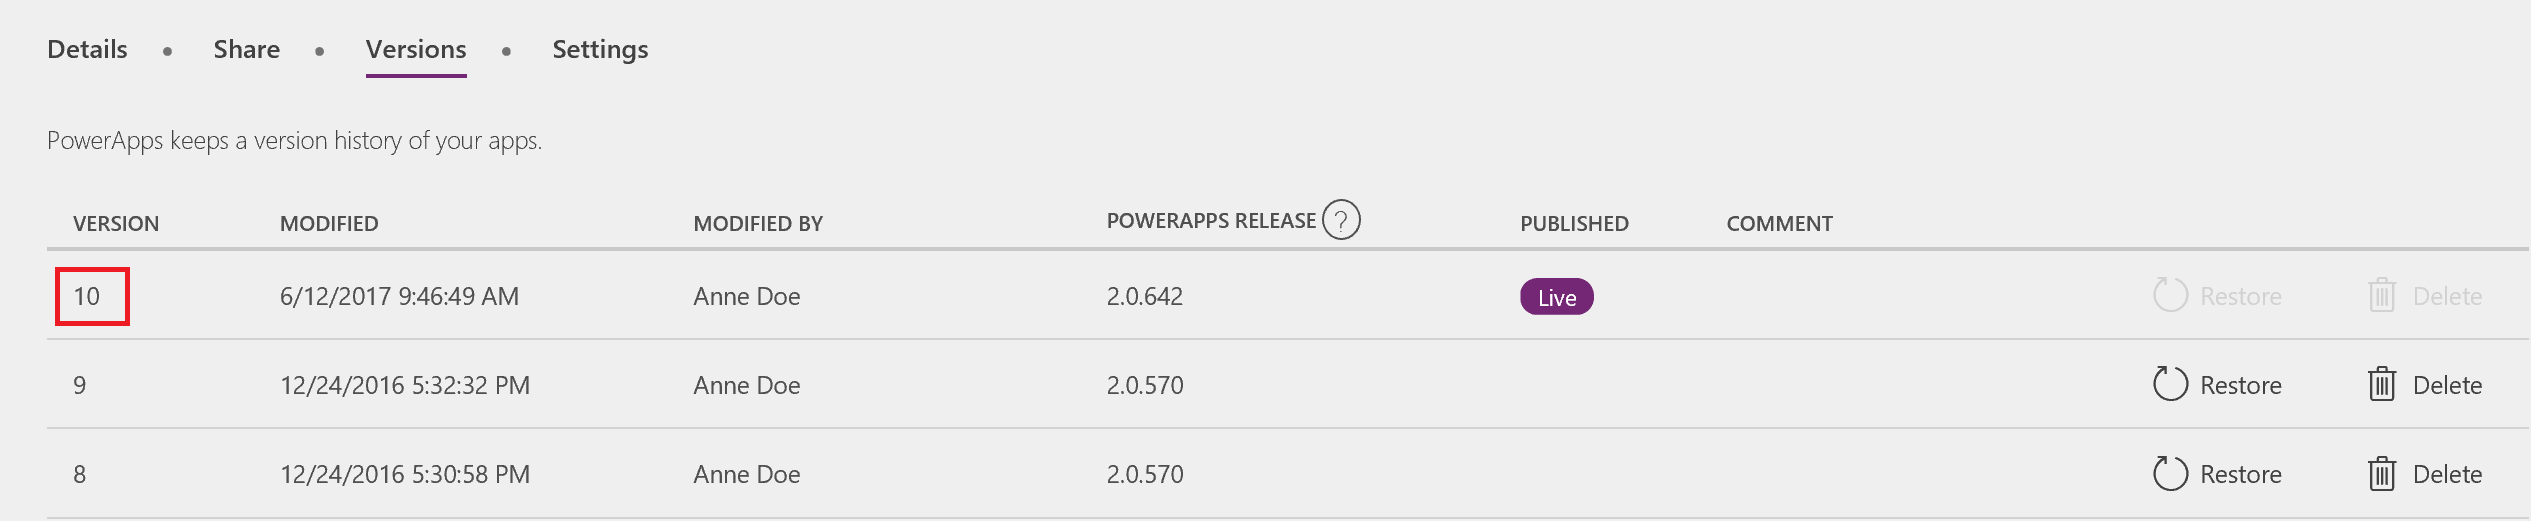 Details • Share • Versions • Settings
PowerApps keeps a version history of your apps.
VERSION MODIFIED MODIFIED BY POWERAPPS RELEASE ? PUBLISHED COMMENT
10 6/12/2017 9:46:49 AM Anne Doe 2.0.642 Live Restore Delete
9 12/24/2016 5:32:32 PM Anne Doe 2.0.570 Restore Delete
8 12/24/2016 5:30:58 PM Anne Doe 2.0.570 Restore Delete